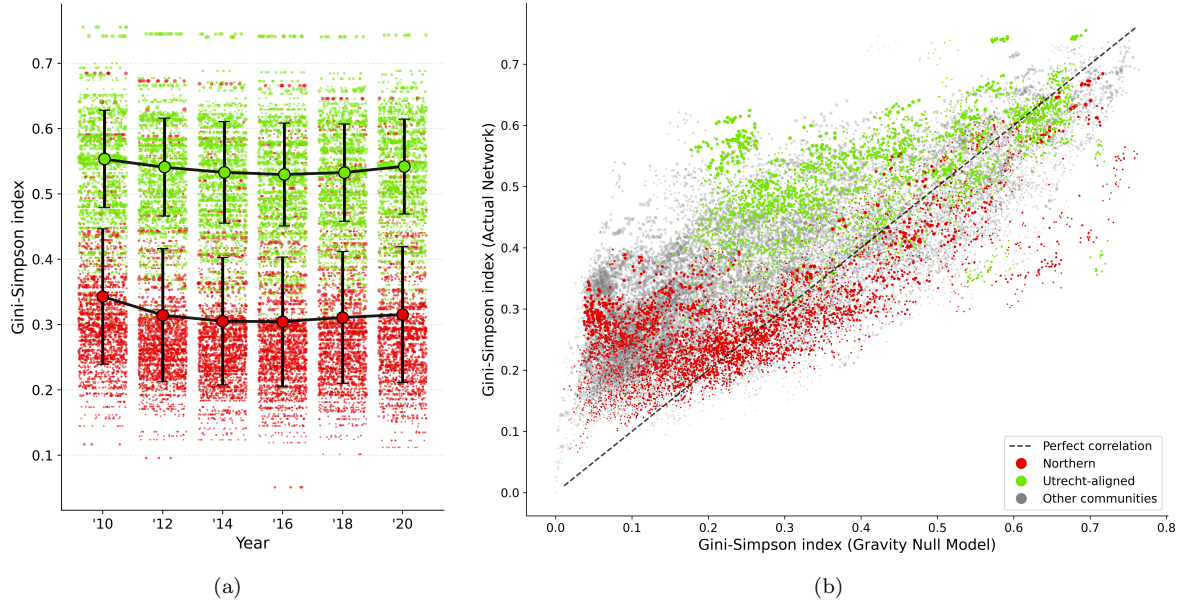 0.7
0.6
0.5
0.4
0.3
0.2
0.1
Gini-Simpson index
'10 '12 '14 '16 '18 '20
Year
(a)
0.7
0.6
0.5
0.4
0.3
0.2
0.1
0.0
Gini-Simpson index (Actual Network)
Perfect correlation
Northern
Utrecht-aligned
Other communities
0.0 0.1 0.2 0.3 0.4 0.5 0.6 0.7 0.8
Gini-Simpson index (Gravity Null Model)
(b)